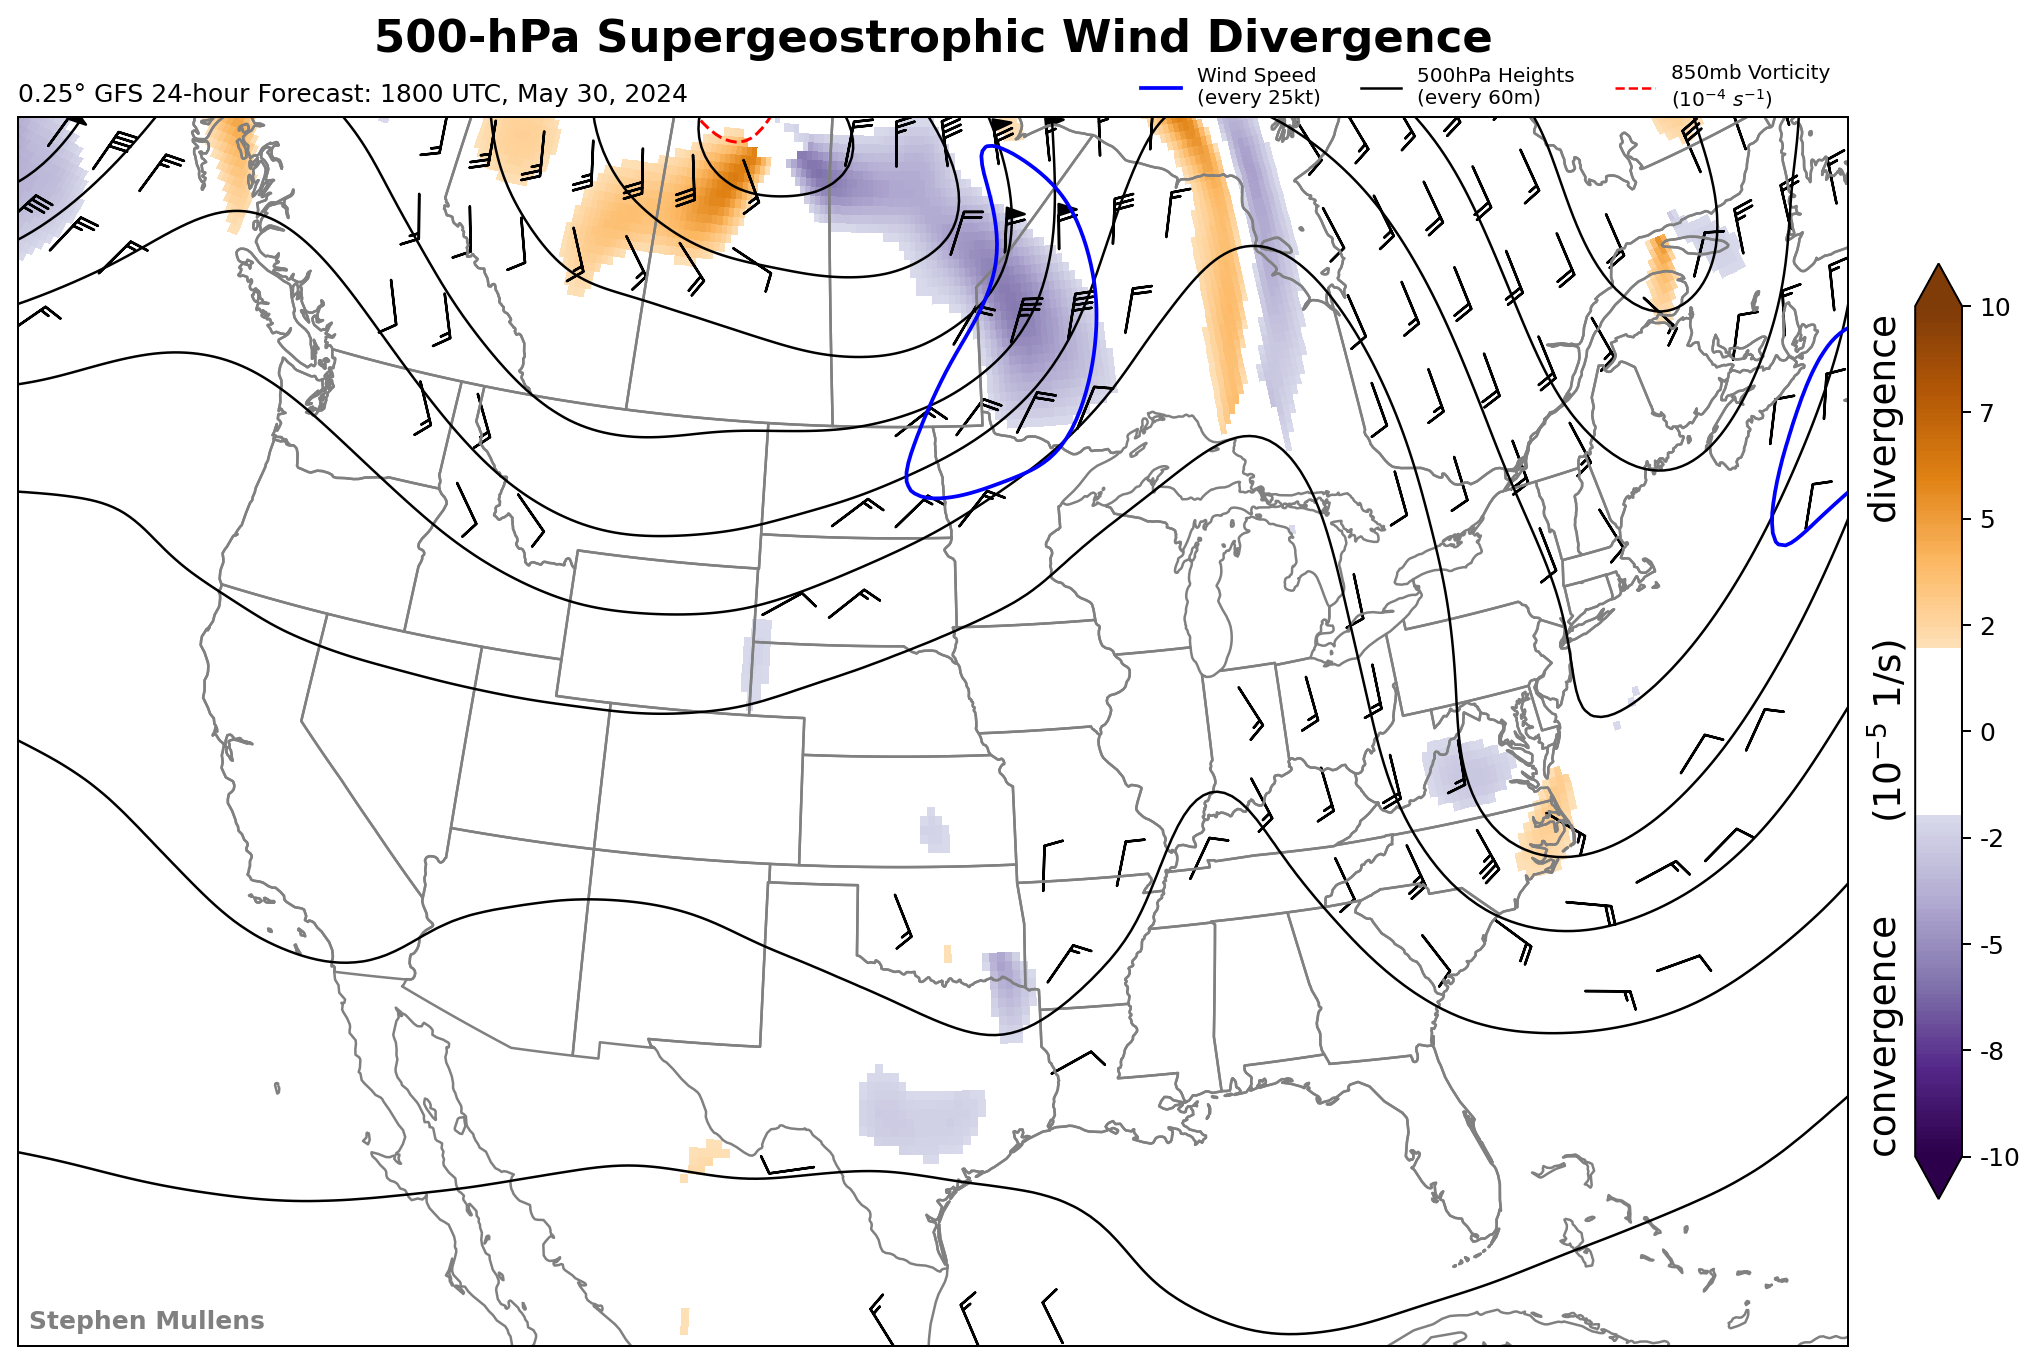 500-hPa Supergeostrophic Wind Divergence
0.25° GFS 24-hour Forecast: 1800 UTC, May 30, 2024
Wind Speed
(every 25kt)
500hPa Heights
(every 60m)
850mb Vorticity
(10⁻⁴ s⁻¹)
10
7
5
2
0
-2
-5
-8
-10
convergence (10⁻⁵ 1/s) divergence
Stephen Mullens